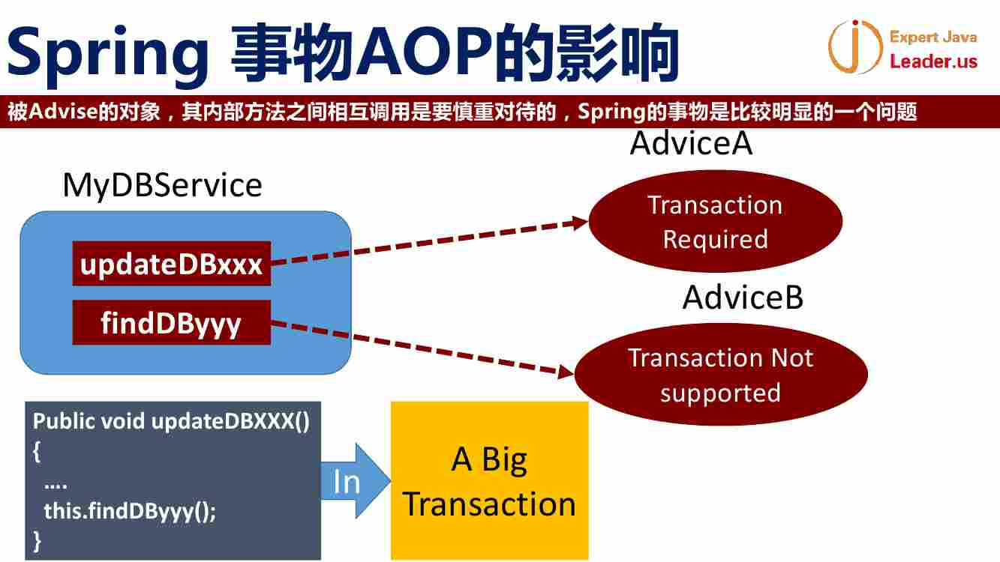 Spring 事物AOP的影响
Expert Java
Leader.us
被Advise的对象，其内部方法之间相互调用是要慎重对待的，Spring的事物是比较明显的一个问题
AdviceA
MyDBService
Transaction
Required
updateDBxxx
AdviceB
findDByyy
Transaction Not
supported
Public void updateDBXXX()
{
….
this.findDByyy();
}
In
A Big
Transaction